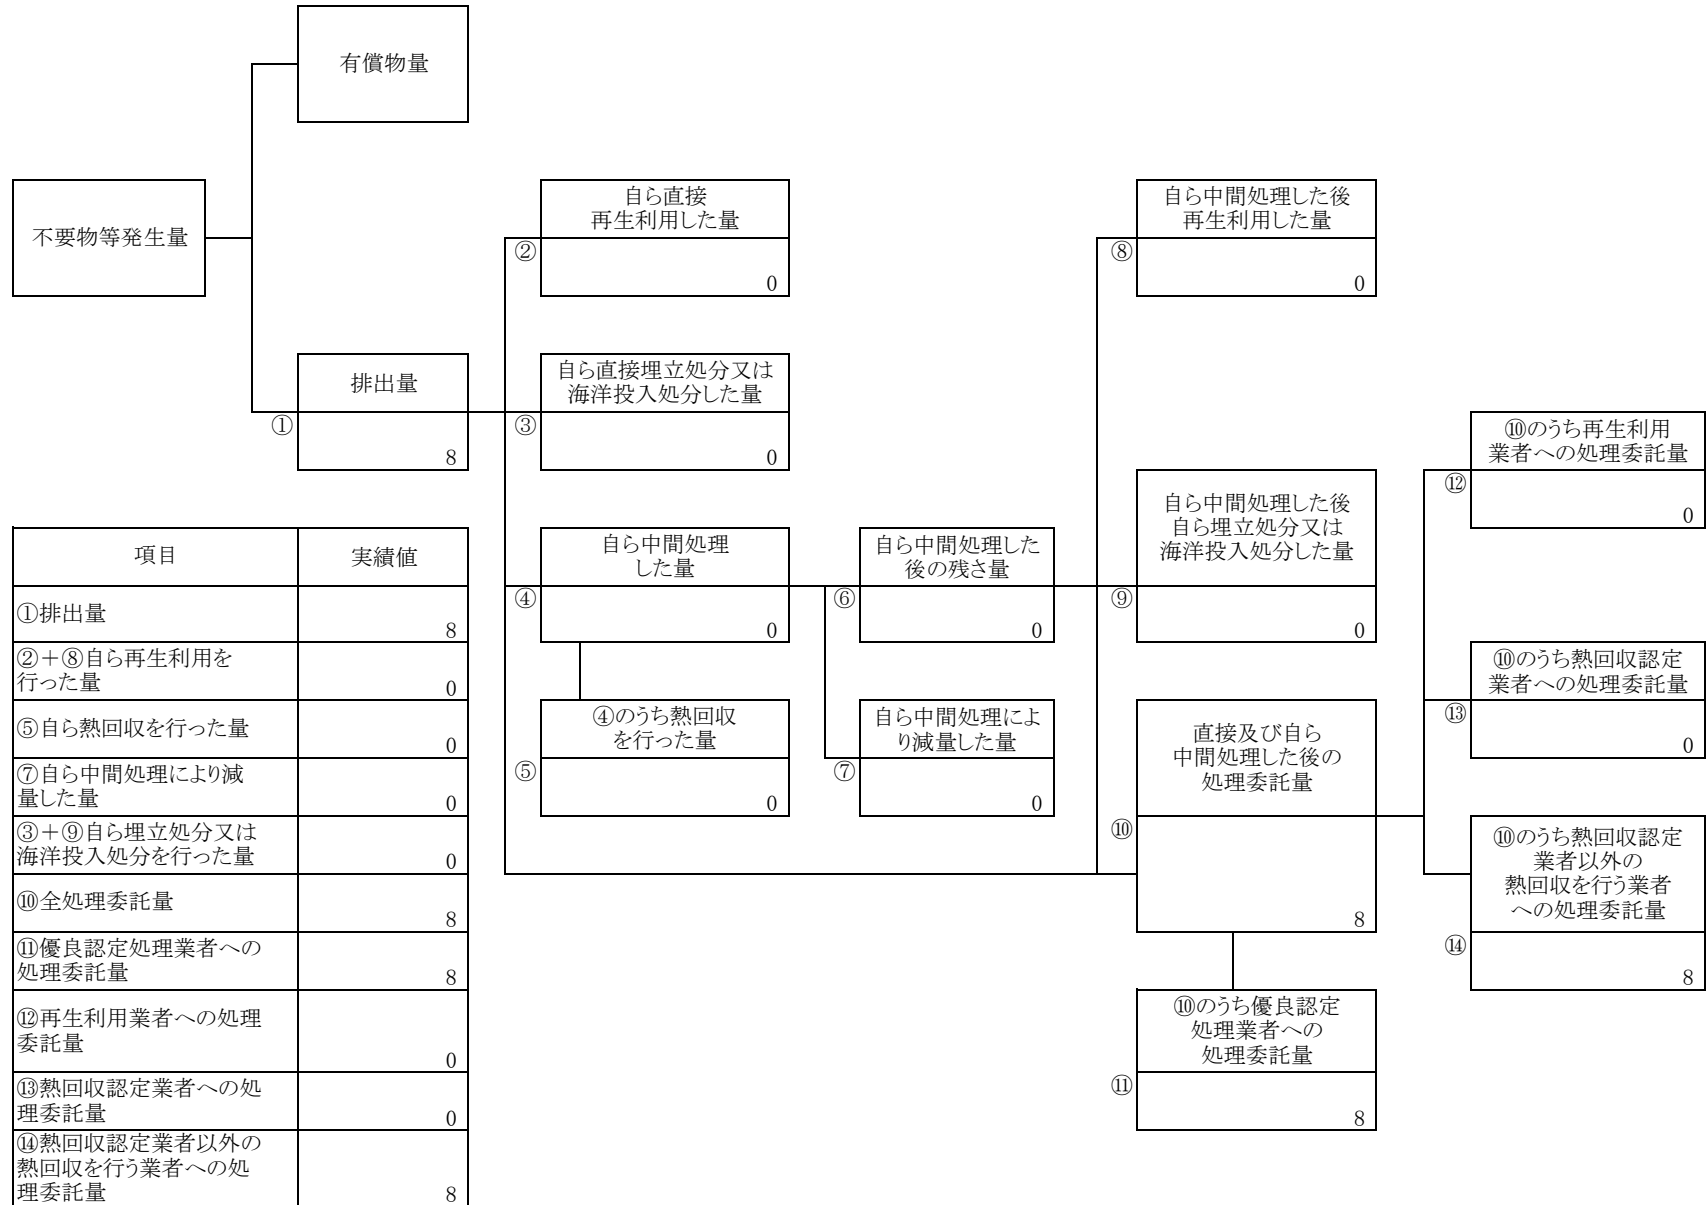 有償物量
不要物等発生量
自ら直接
再生利用した量
②
0
自ら中間処理した後
再生利用した量
⑧
0
排出量
①
8
自ら直接埋立処分又は
海洋投入処分した量
③
0
⑩のうち再生利用
業者への処理委託量
⑫
0
自ら中間処理
した量
④
0
自ら中間処理した
後の残さ量
⑥
0
自ら中間処理した後
自ら埋立処分又は
海洋投入処分した量
⑨
0
⑩のうち熱回収認定
業者への処理委託量
⑬
0
④のうち熱回収
を行った量
⑤
0
自ら中間処理によ
り減量した量
⑦
0
直接及び自ら
中間処理した後の
処理委託量
⑩
8
⑩のうち熱回収認定
業者以外の
熱回収を行う業者
への処理委託量
⑭
8
⑩のうち優良認定
処理業者への
処理委託量
⑪
8
項目 実績値
①排出量
8
②＋⑧自ら再生利用を
行った量
0
⑤自ら熱回収を行った量
0
⑦自ら中間処理により減
量した量
0
③＋⑨自ら埋立処分又は
海洋投入処分を行った量
0
⑩全処理委託量
8
⑪優良認定処理業者への
処理委託量
8
⑫再生利用業者への処理
委託量
0
⑬熱回収認定業者への処
理委託量
0
⑭熱回収認定業者以外の
熱回収を行う業者への処
理委託量
8